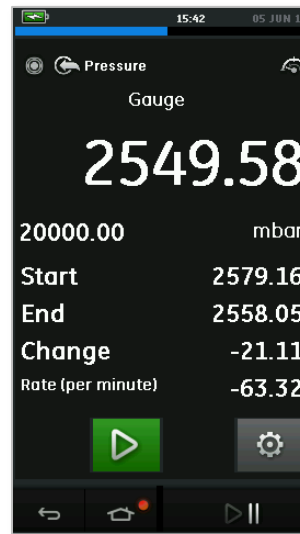 15:42 05 JUN 1
Pressure
Gauge
2549.58
20000.00 mbar
Start 2579.16
End 2558.05
Change -21.11
Rate (per minute) -63.32